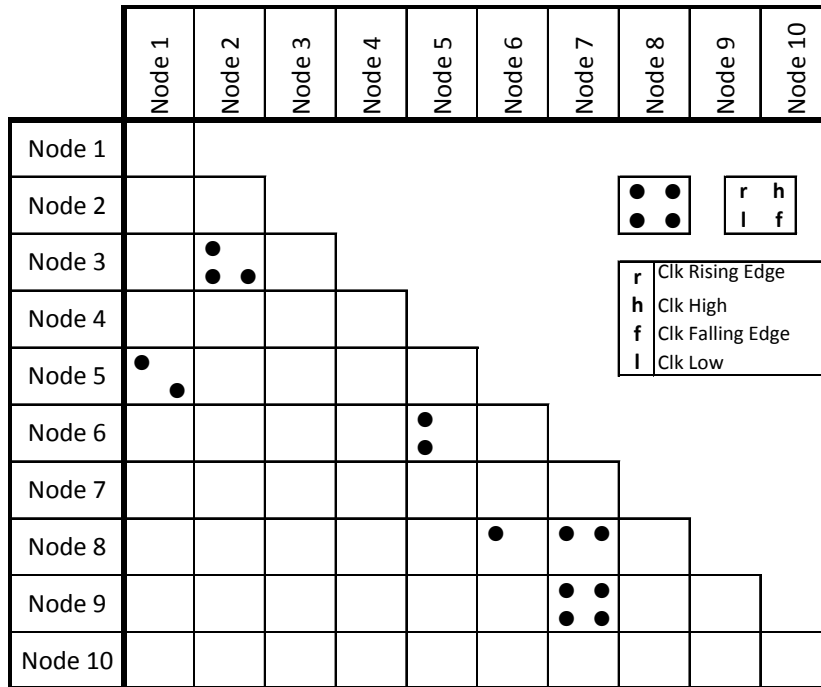 Node 1
Node 2
Node 3
Node 4
Node 5
Node 6
Node 7
Node 8
Node 9
Node 10
Node 1
Node 2
r h
l f
Node 3
r Clk Rising Edge
h Clk High
Node 4
f Clk Falling Edge
l Clk Low
Node 5
Node 6
Node 7
Node 8
Node 9
Node 10